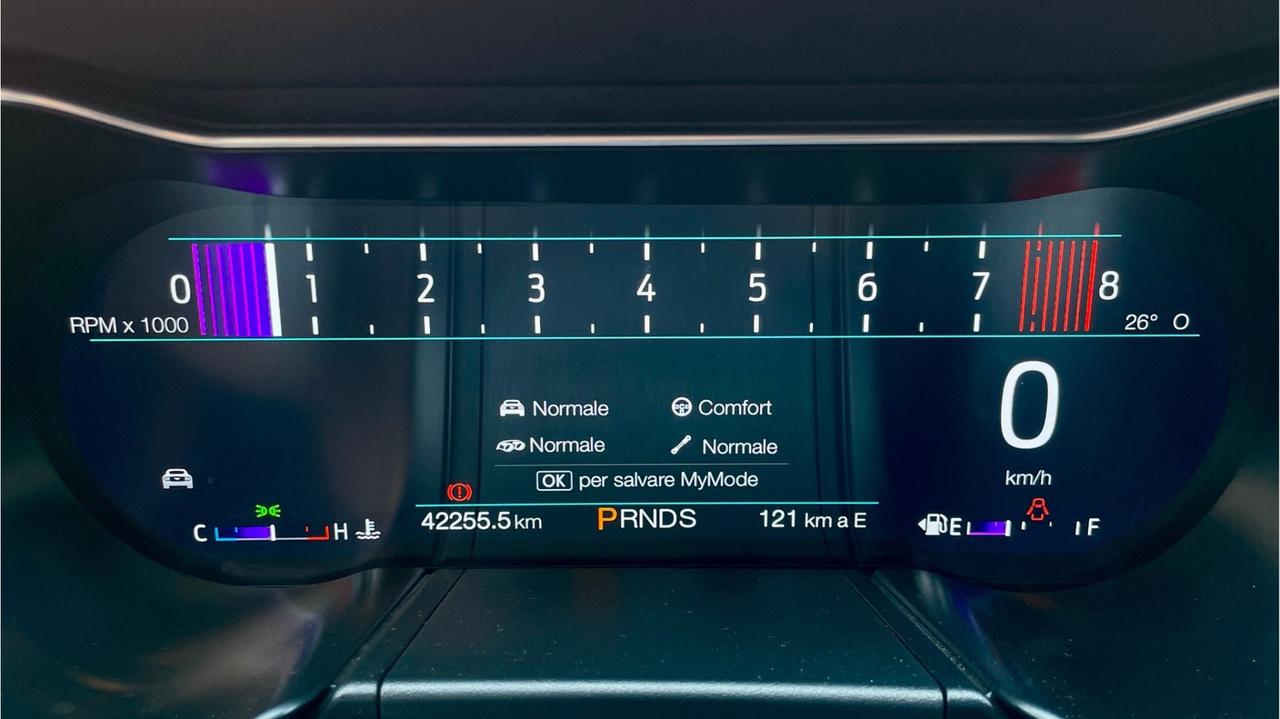 0 1 2 3 4 5 6 7 8
RPM x 1000 26° O
0
km/h
Normale Comfort
Normale Normale
OK per salvare MyMode
C H
42255.5 km PRNDS 121 km a E
E F